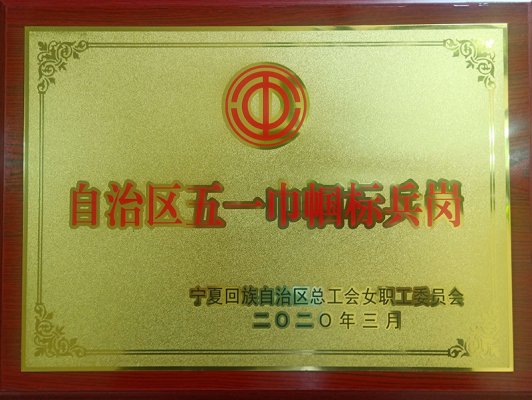 自治区五一巾帼标兵岗
宁夏回族自治区总工会女职工委员会
二〇二〇年三月